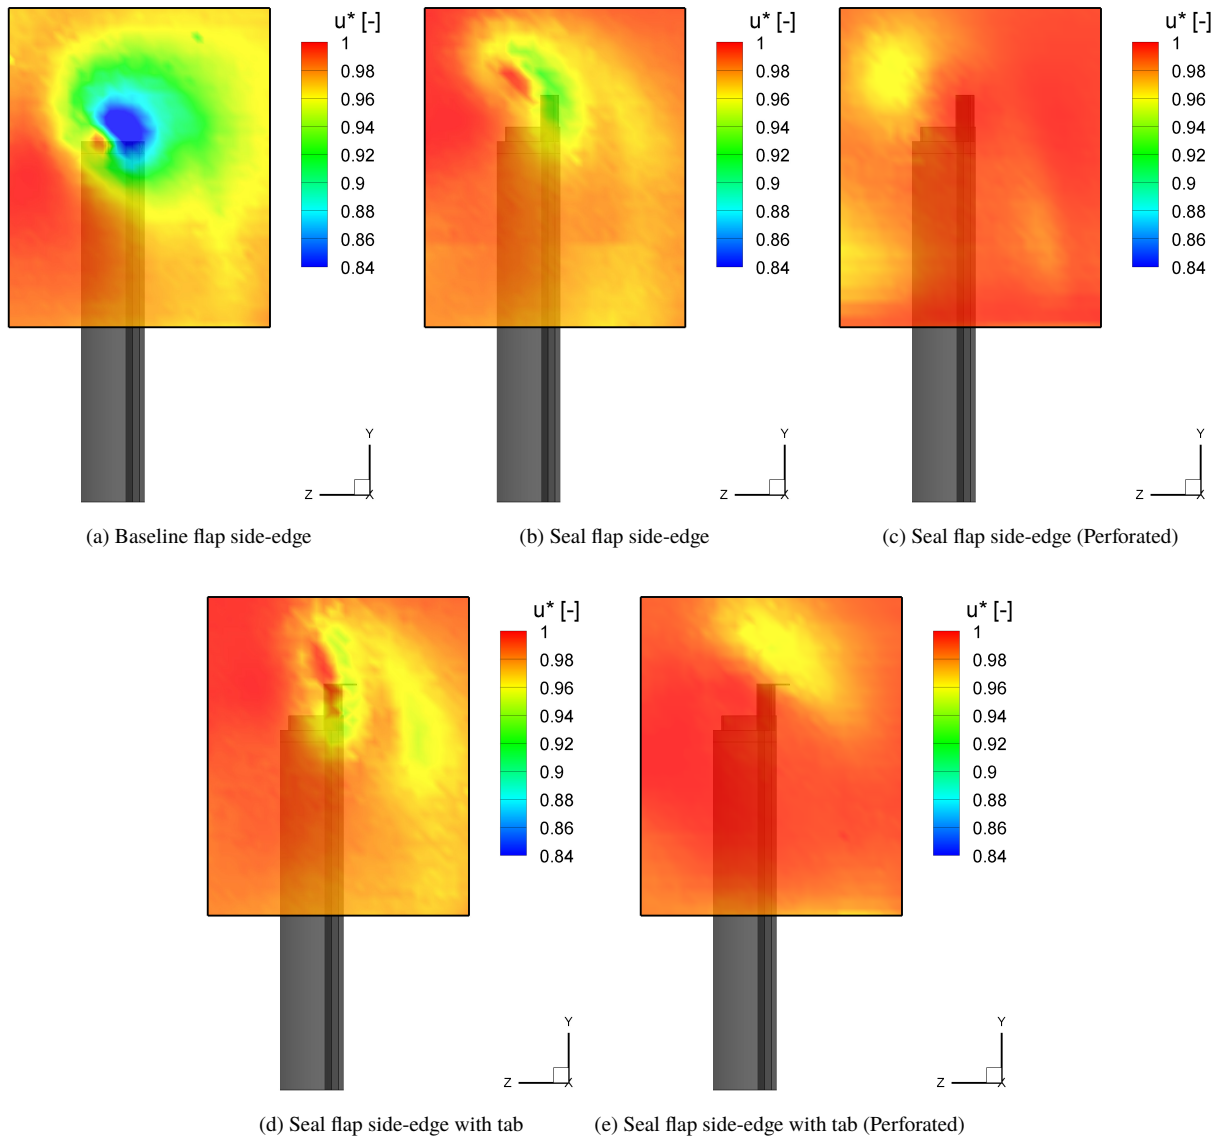 u* [-]
1
0.98
0.96
0.94
0.92
0.9
0.88
0.86
0.84
Y
Z
X
(a) Baseline flap side-edge
u* [-]
1
0.98
0.96
0.94
0.92
0.9
0.88
0.86
0.84
Y
Z
X
(b) Seal flap side-edge
u* [-]
1
0.98
0.96
0.94
0.92
0.9
0.88
0.86
0.84
Y
Z
X
(c) Seal flap side-edge (Perforated)
u* [-]
1
0.98
0.96
0.94
0.92
0.9
0.88
0.86
0.84
Y
Z
X
(d) Seal flap side-edge with tab
u* [-]
1
0.98
0.96
0.94
0.92
0.9
0.88
0.86
0.84
Y
Z
X
(e) Seal flap side-edge with tab (Perforated)